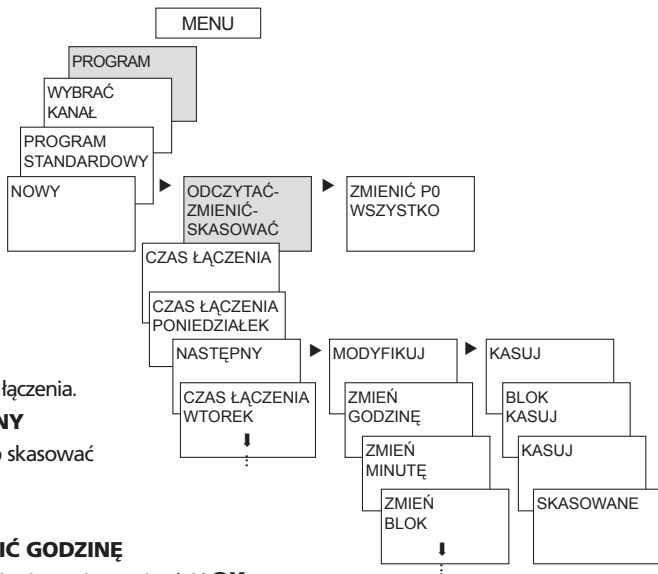 MENU
PROGRAM
WYBRAĆ
KANAŁ
PROGRAM
STANDARDOWY
NOWY
ODCZYTAĆ-
ZMIENIĆ-
SKASOWAĆ
ZMIENIĆ P0
WSZYSTKO
CZAS ŁĄCZENIA
CZAS ŁĄCZENIA
PONIEDZIAŁEK
NASTĘPNY
MODYFIKUJ
KASUJ
CZAS ŁĄCZENIA
WTOREK
ZMIEŃ
GODZINĘ
BLOK
KASUJ
ZMIEŃ
MINUTĘ
KASUJ
ZMIEŃ
BLOK
SKASOWANE
łączenia.
NY
skasować
IĆ GODZINĘ
OK